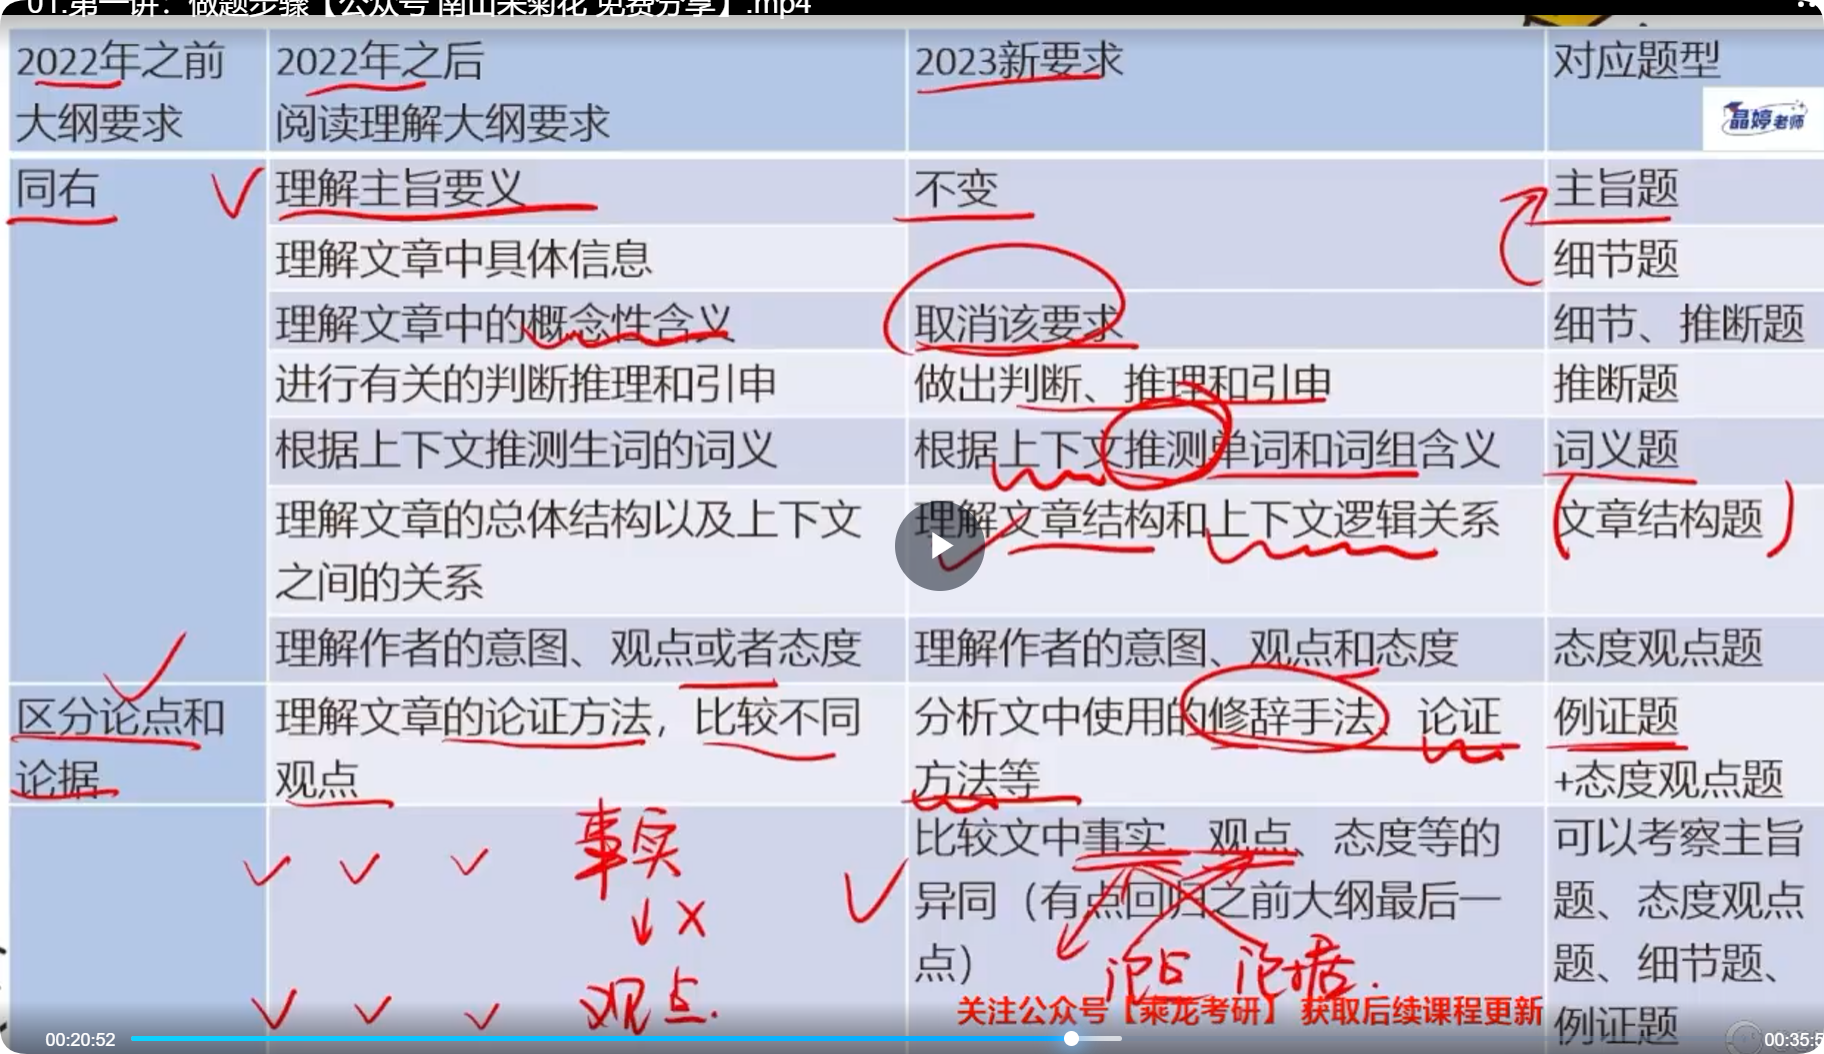 01.第一讲：做题步骤【公众号 南山采菊花 免费分享】.mp4
2022年之前
大纲要求
2022年之后
阅读理解大纲要求
2023新要求
对应题型
晶婷老师
同右
理解主旨要义
不变
主旨题
理解文章中具体信息
细节题
理解文章中的概念性含义
取消该要求
细节、推断题
进行有关的判断推理和引申
做出判断、推理和引申
推断题
根据上下文推测生词的词义
根据上下文推测单词和词组含义
词义题
理解文章的总体结构以及上下文
之间的关系
理解文章结构和上下文逻辑关系
文章结构题
理解作者的意图、观点或者态度
理解作者的意图、观点和态度
态度观点题
区分论点和
论据
理解文章的论证方法，比较不同
观点
分析文中使用的修辞手法、论证
方法等
例证题
+态度观点题
比较文中事实、观点、态度等的
异同（有点回归之前大纲最后一
点）
可以考察主旨
题、态度观点
题、细节题、
例证题
事实
观点.
论点 论据.
关注公众号【乘龙考研】 获取后续课程更新
00:20:52
00:35:5